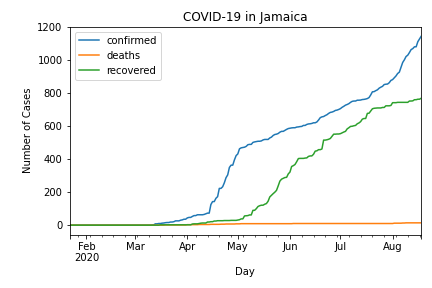 COVID-19 in Jamaica
1200
1000
800
600
400
200
0
Number of Cases
confirmed
deaths
recovered
Feb Mar Apr May Jun Jul Aug
2020
Day